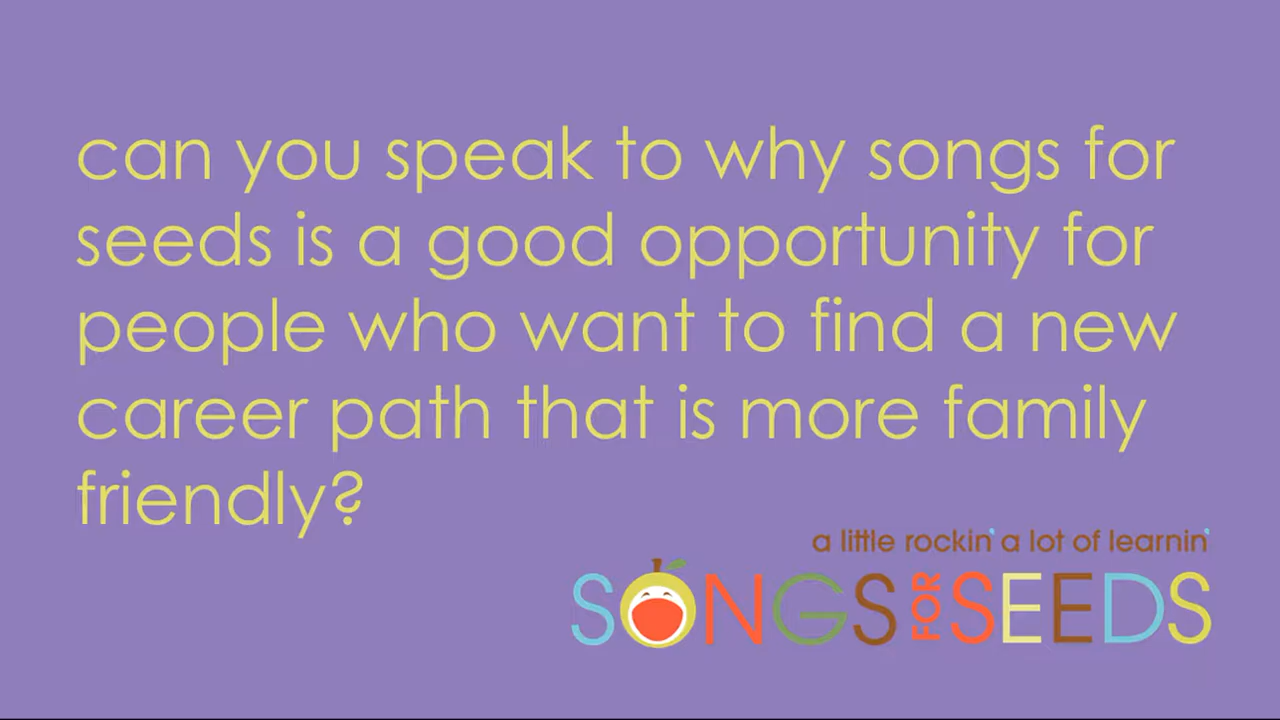 can you speak to why songs for
seeds is a good opportunity for
people who want to find a new
career path that is more family
friendly?
a little rockin' a lot of learnin'
SONGS FOR SEEDS